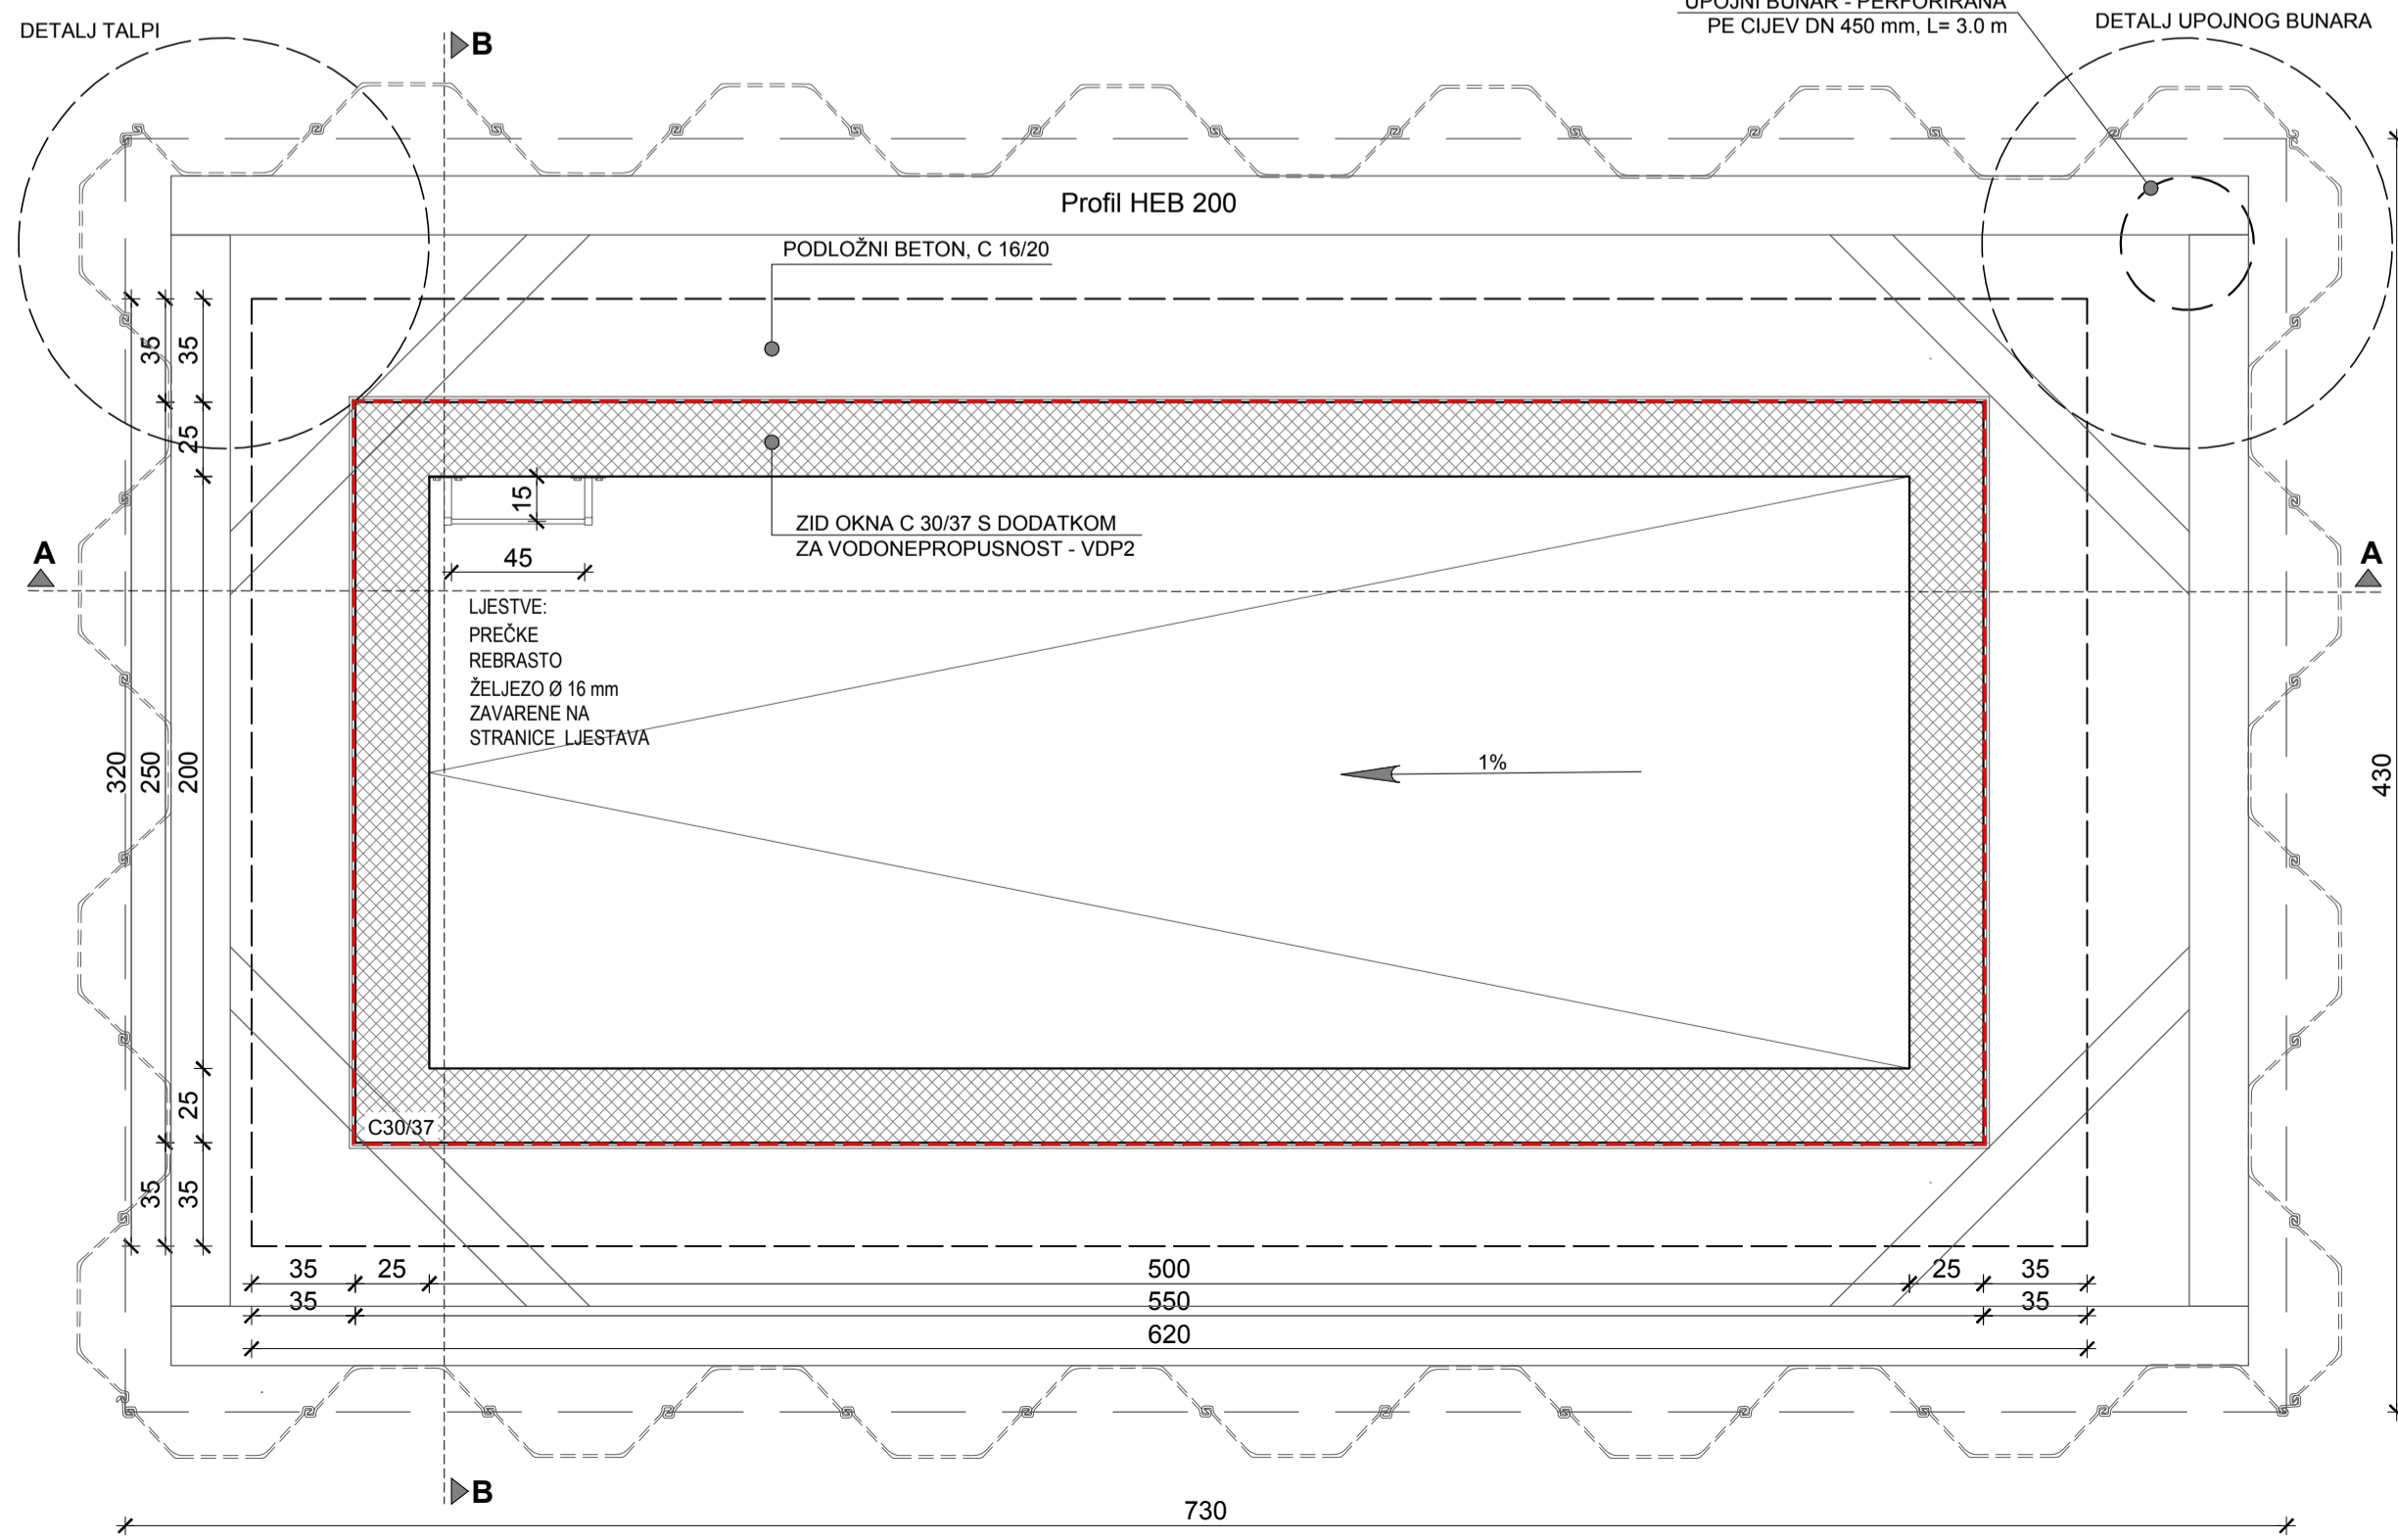 UPOJNI BUNAR - PERFORIRANA
PE CIJEV DN 450 mm, L= 3.0 m
DETALJ TALPI
DETALJ UPOJNOG BUNARA
B
Profil HEB 200
PODLOŽNI BETON, C 16/20
35
35
25
15
ZID OKNA C 30/37 S DODATKOM
ZA VODONEPROPUSNOST - VDP2
45
A
A
LJESTVE:
PREČKE
REBRASTO
ŽELJEZO Ø 16 mm
ZAVARENE NA
STRANICE LJESTAVA
1%
320
250
200
430
25
C30/37
35
35
35
25
500
25
35
35
550
35
620
B
730